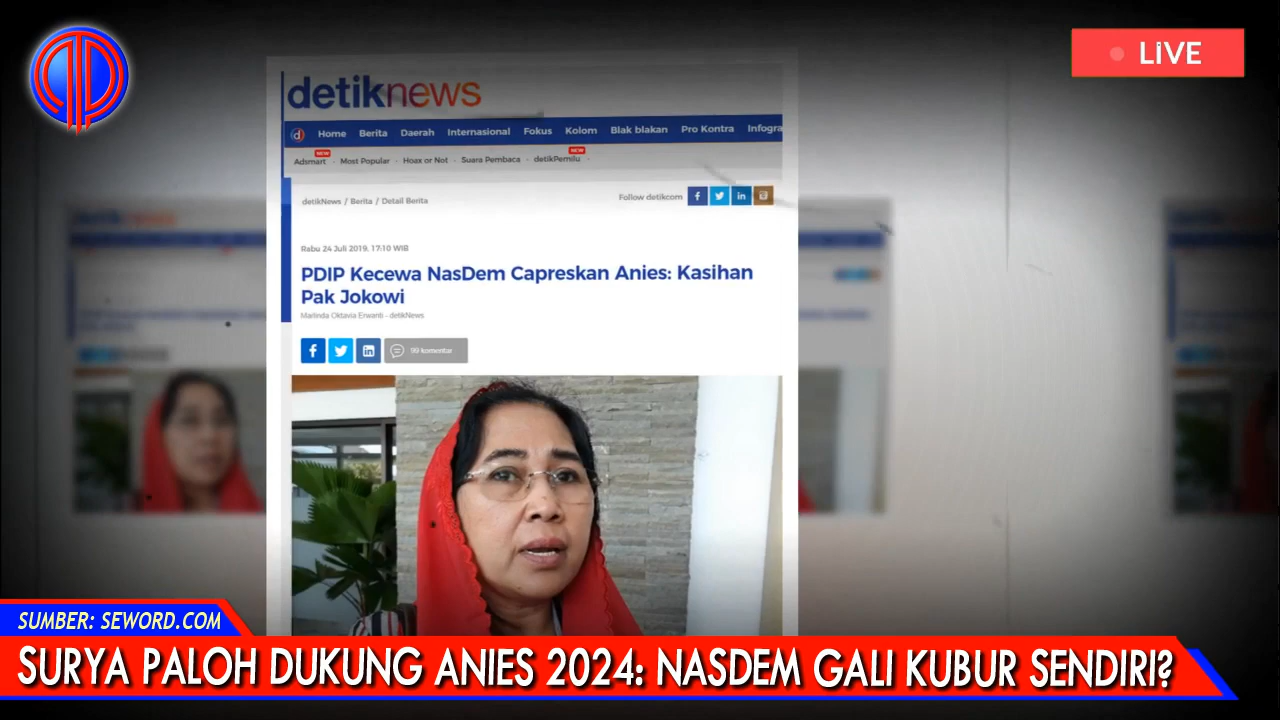 LIVE
detiknews
Home Berita Daerah Internasional Fokus Kolom Blak blakan Pro Kontra Infogra
NEW NEW
Adsmart · Most Popular · Hoax or Not · Suara Pembaca · detikPemilu ·
detikNews / Berita / Detail Berita
Follow detikcom
Rabu 24 Juli 2019, 17:10 WIB
PDIP Kecewa NasDem Capreskan Anies: Kasihan
Pak Jokowi
Marlinda Oktavia Erwanti - detikNews
99 komentar
SUMBER: SEWORD.COM
SURYA PALOH DUKUNG ANIES 2024: NASDEM GALI KUBUR SENDIRI?